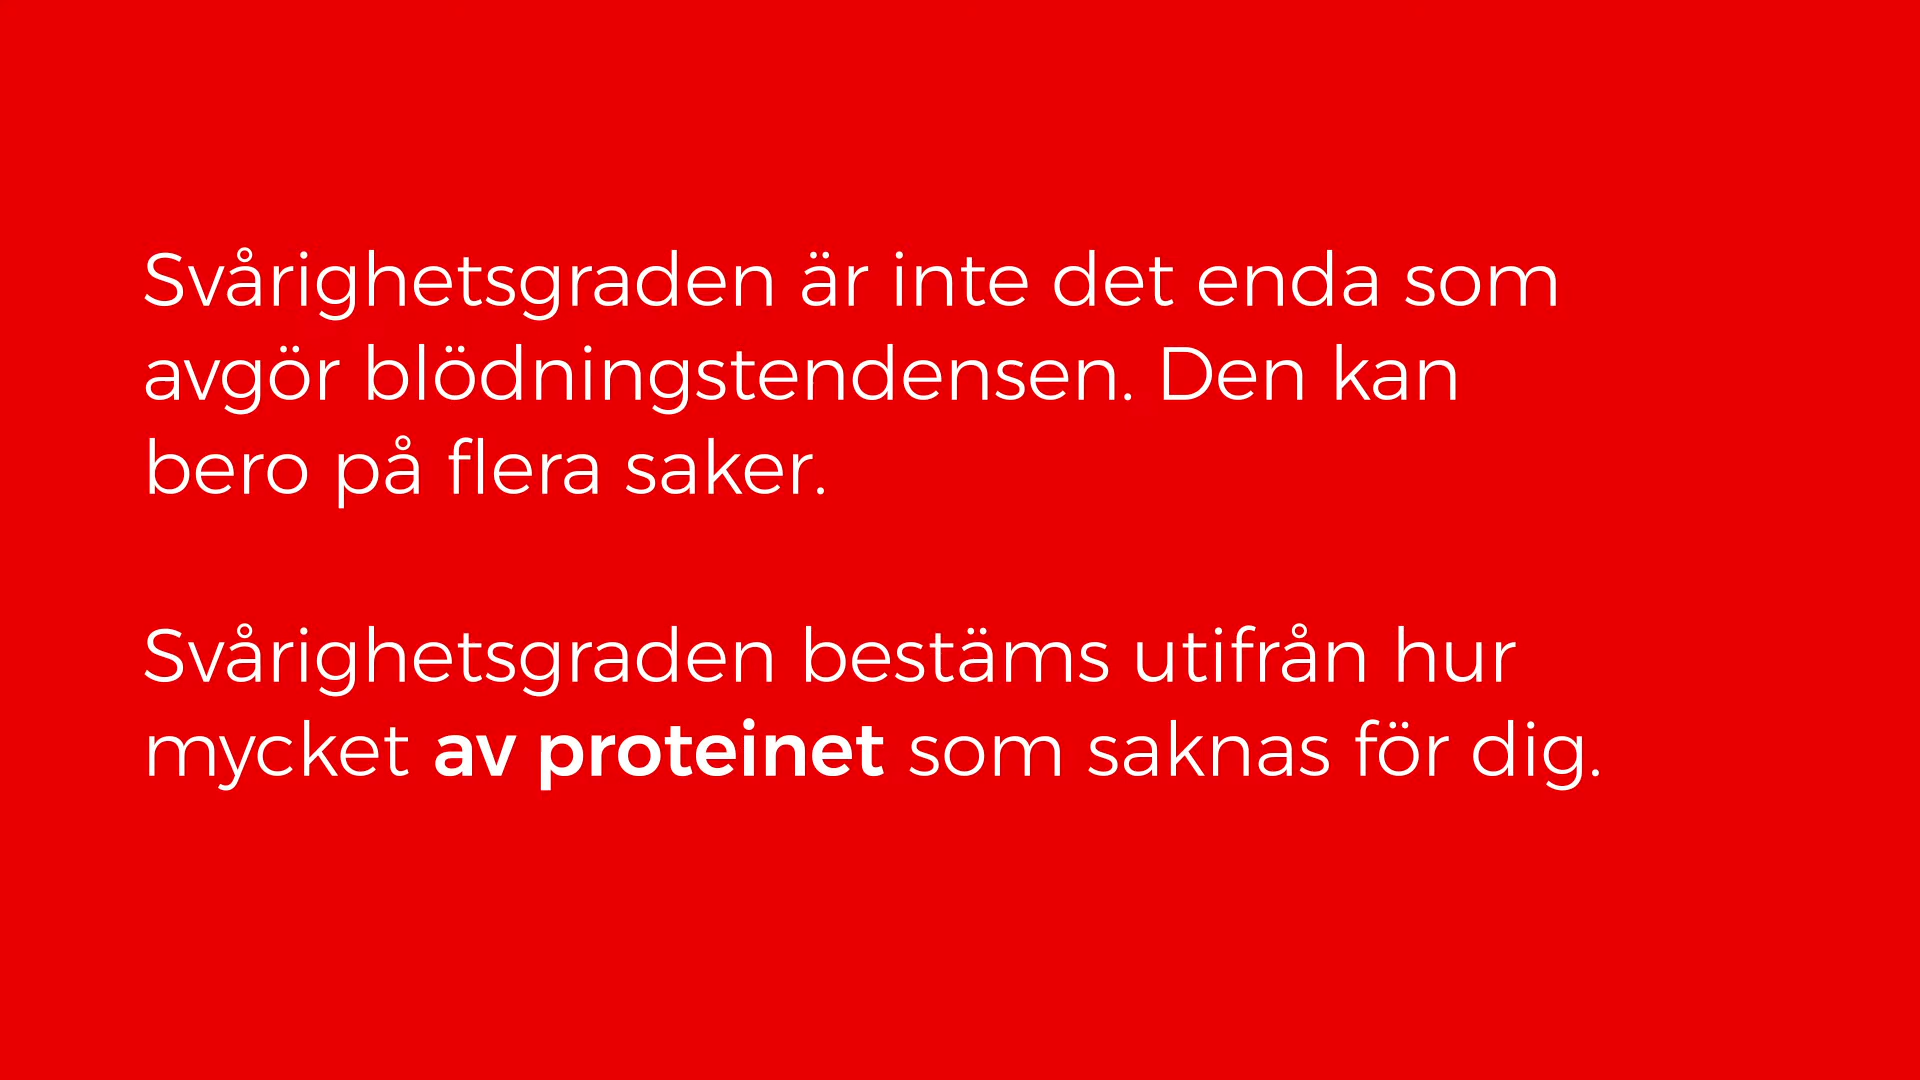 Svårighetsgraden är inte det enda som
avgör blödningstendensen. Den kan
bero på flera saker.
Svårighetsgraden bestäms utifrån hur
mycket av proteinet som saknas för dig.